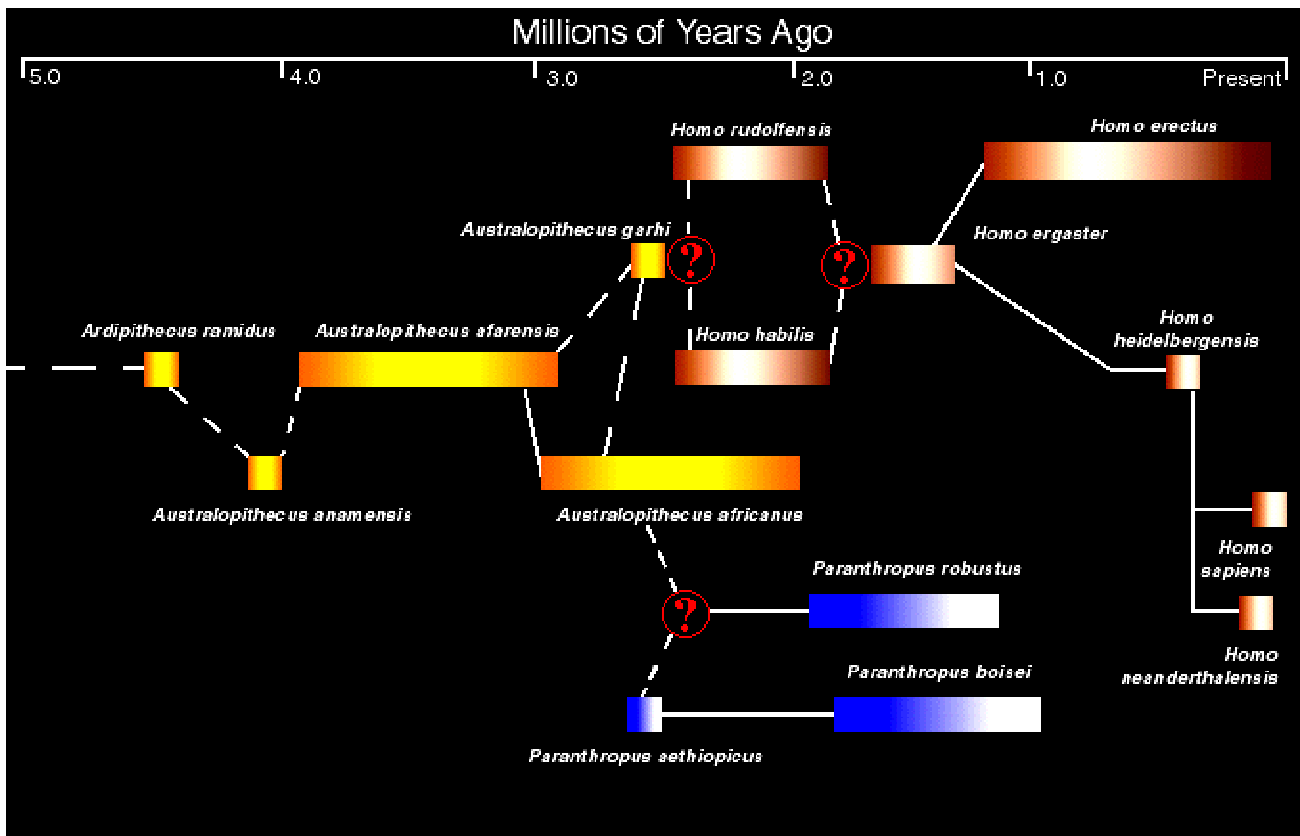 Millions of Years Ago
5.0
4.0
3.0
2.0
1.0
Present
Homo rudolfensis
Homo erectus
Australopithecus garhi
Homo ergaster
?
?
Ardipithecus ramidus
Australopithecus afarensis
Homo habilis
Homo
heidelbergensis
Australopithecus anamensis
Australopithecus africanus
Homo
sapiens
Paranthropus robustus
?
Homo
neanderthalensis
Paranthropus boisei
Paranthropus aethiopicus